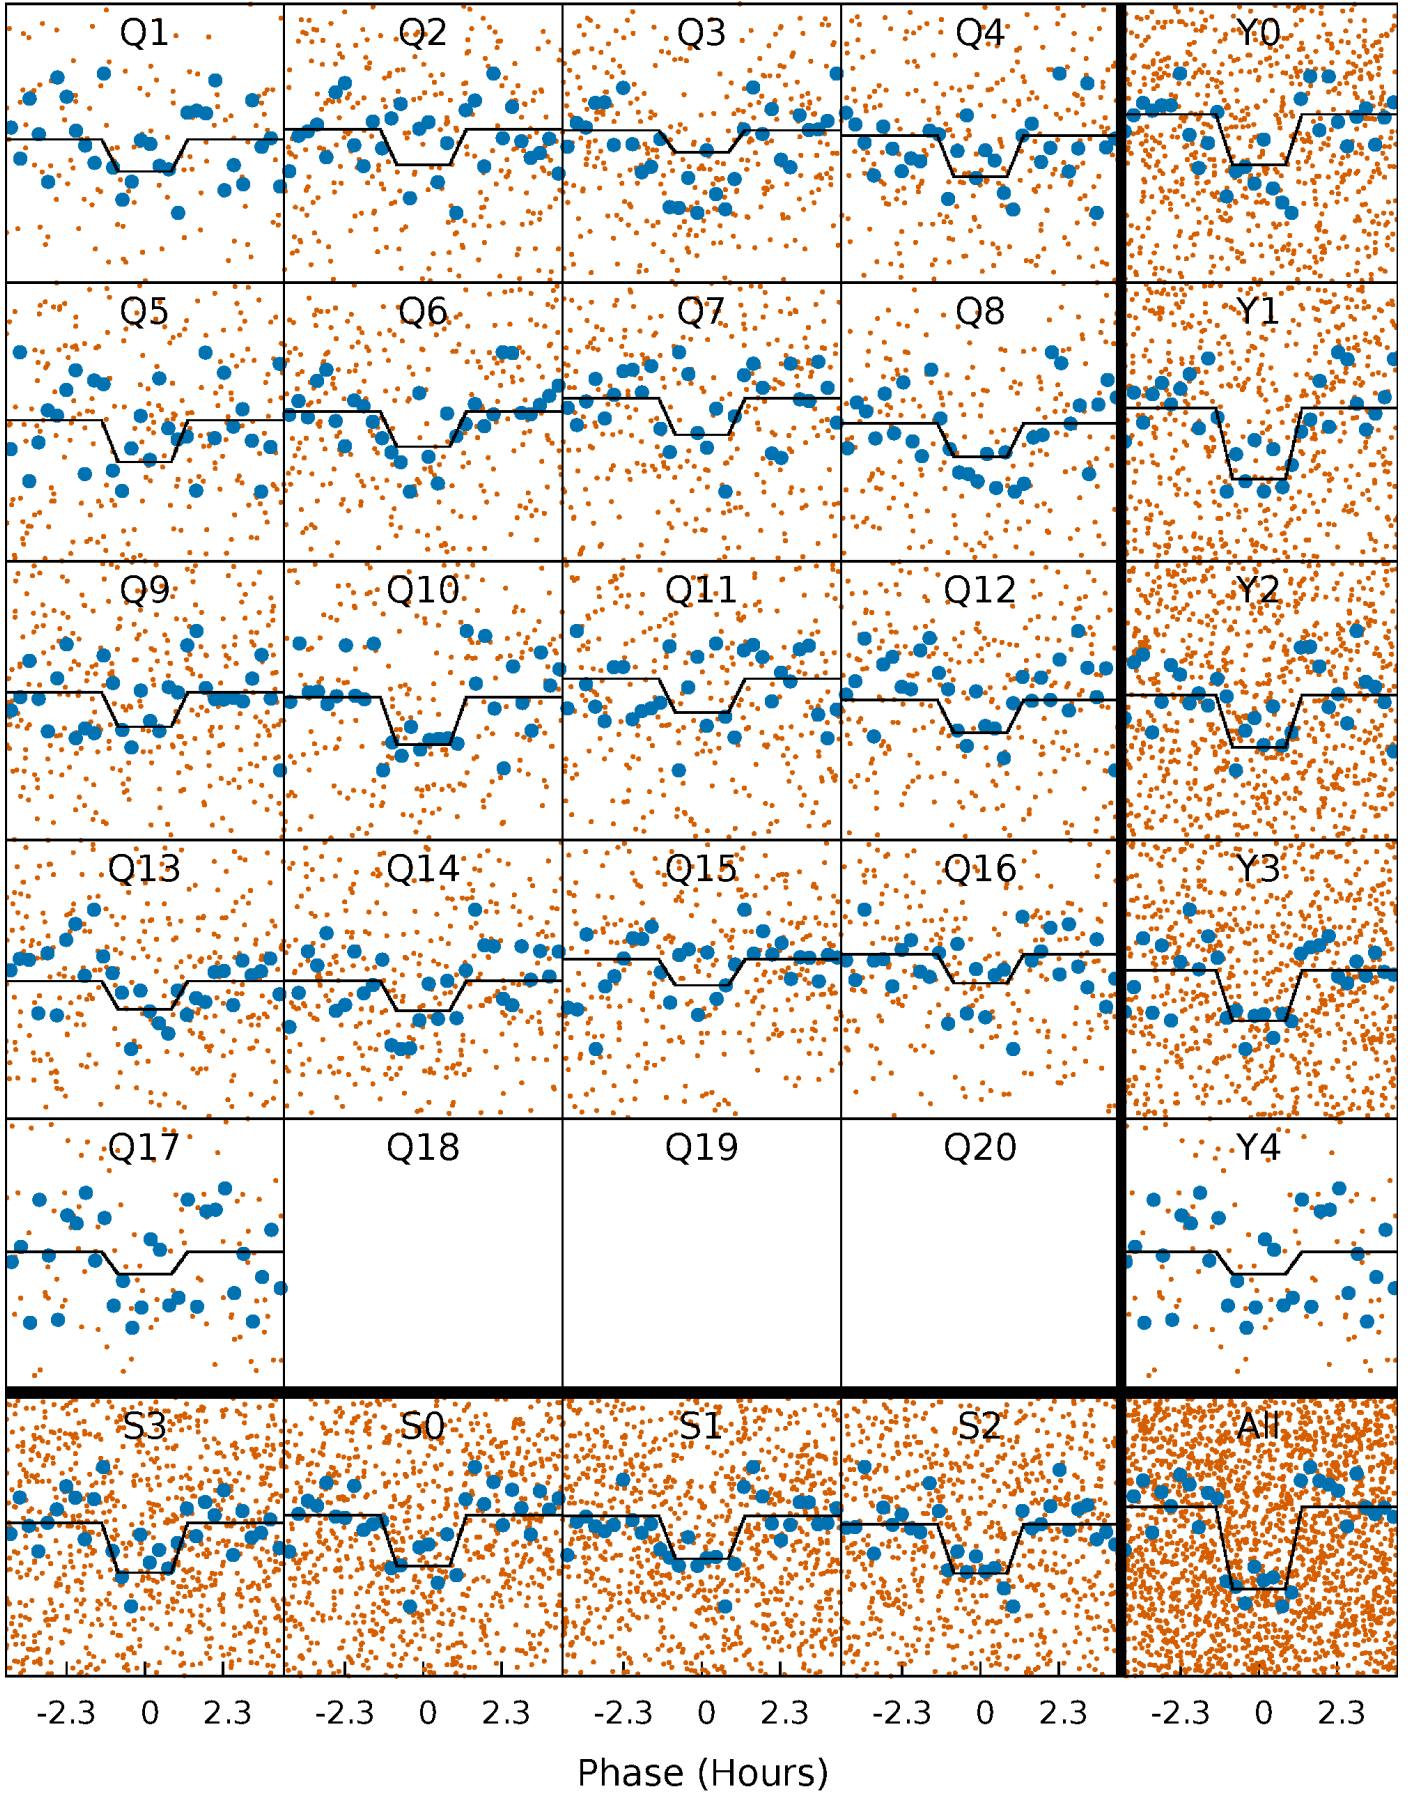 Q1 Q2 Q3 Q4 Y0
Q5 Q6 Q7 Q8 Y1
Q9 Q10 Q11 Q12 Y2
Q13 Q14 Q15 Q16 Y3
Q17 Q18 Q19 Q20 Y4
S3 S0 S1 S2 All
-2.3 0 2.3 -2.3 0 2.3 -2.3 0 2.3 -2.3 0 2.3 -2.3 0 2.3
Phase (Hours)